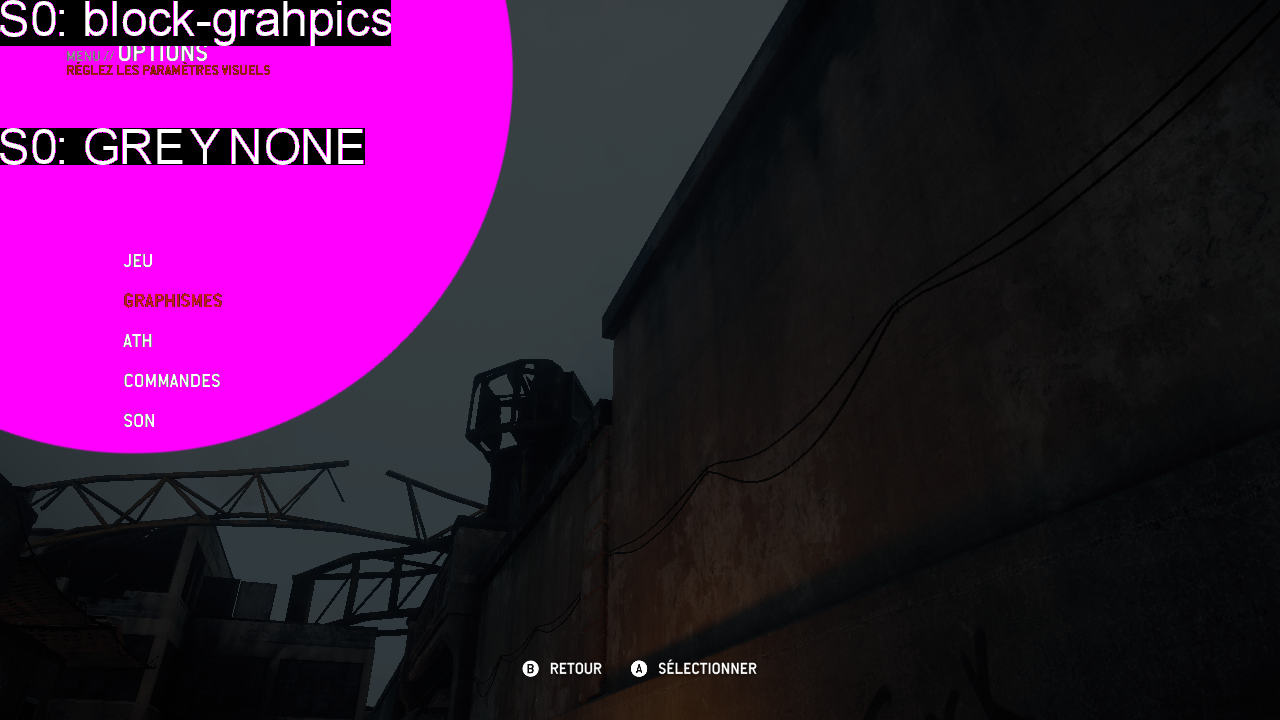 S0: block-grahpics
MENU // OPTIONS
RÉGLEZ LES PARAMÈTRES VISUELS
S0: GREY NONE
JEU
GRAPHISMES
ATH
COMMANDES
SON
B RETOUR A SÉLECTIONNER